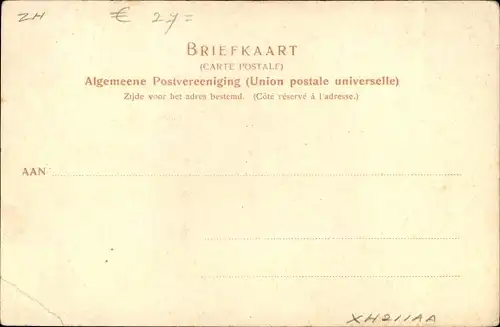 ZH € 27=
BRIEFKAART
(CARTE POSTALE)
Algemeene Postvereeniging (Union postale universelle)
Zijde voor het adres bestemd. (Côté réservé à l'adresse.)
AAN
XH211AA